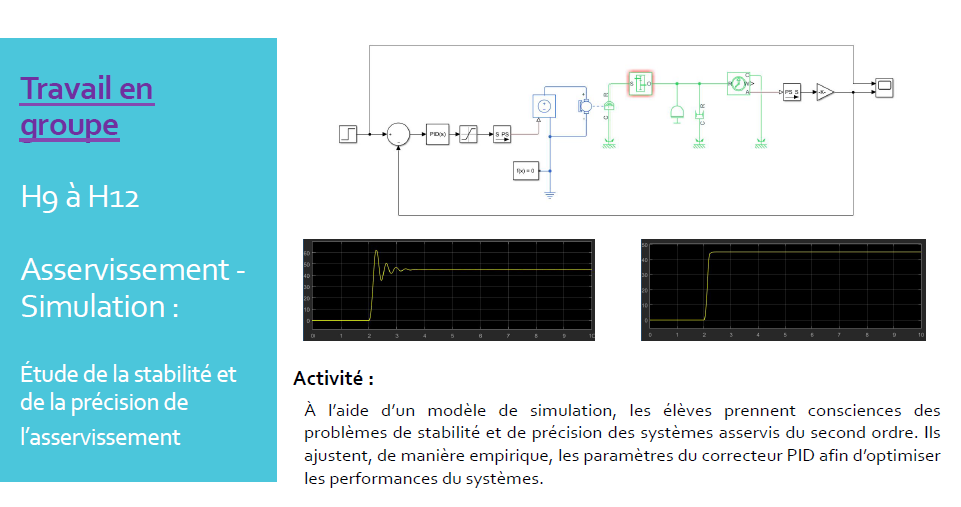 Travail en
groupe
H9 à H12
Asservissement -
Simulation :
Étude de la stabilité et
de la précision de
l'asservissement
PID(s)
S PS
f(x) = 0
R
C
S
O
R
C
R
W
C
A
PS S
-K-
60
50
40
30
20
10
0
0 1 2 3 4 5 6 7 8 9 10
50
40
30
20
10
0
0 1 2 3 4 5 6 7 8 9 10
Activité :
À l'aide d'un modèle de simulation, les élèves prennent consciences des
problèmes de stabilité et de précision des systèmes asservis du second ordre. Ils
ajustent, de manière empirique, les paramètres du correcteur PID afin d'optimiser
les performances du systèmes.